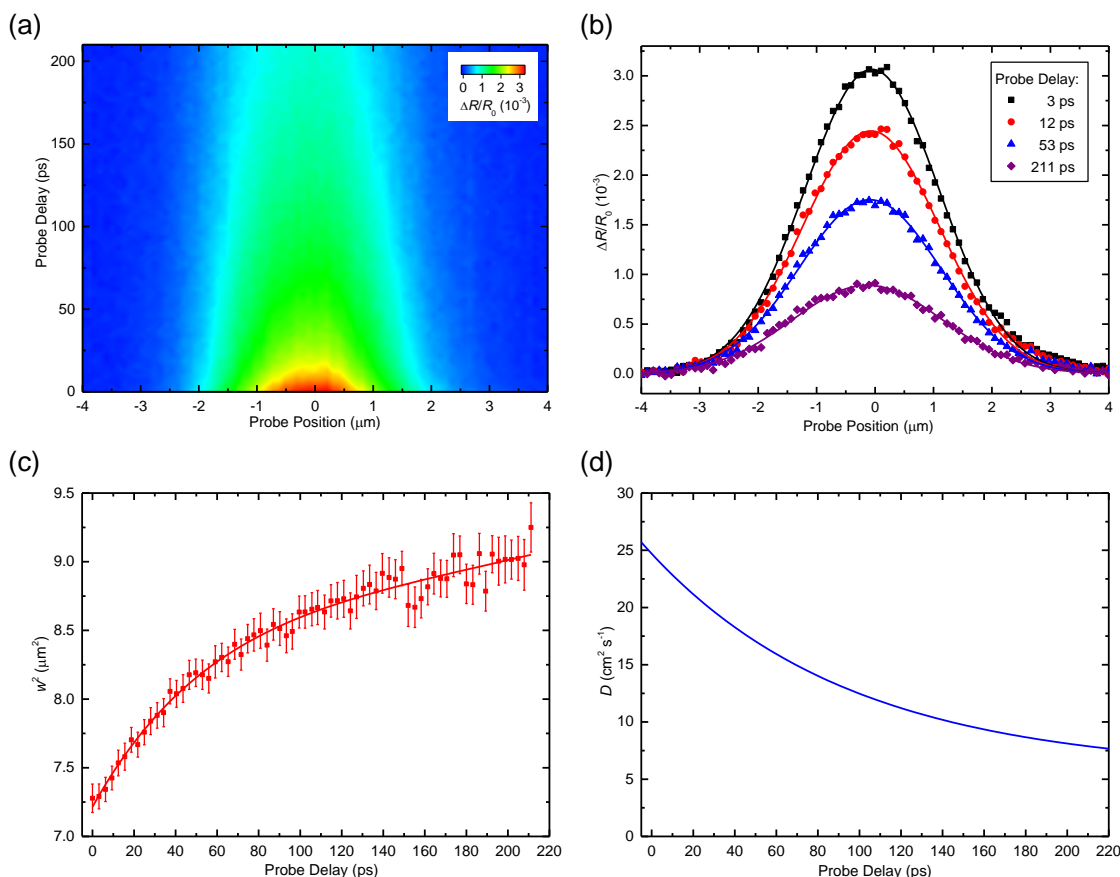 (a)
200
150
100
50
0
Probe Delay (ps)
0 1 2 3
ΔR/R₀ (10⁻³)
-4 -3 -2 -1 0 1 2 3 4
Probe Position (μm)
(b)
3.0
2.5
2.0
1.5
1.0
0.5
0.0
ΔR/R₀ (10⁻³)
Probe Delay:
3 ps
12 ps
53 ps
211 ps
-4 -3 -2 -1 0 1 2 3 4
Probe Position (μm)
(c)
9.5
9.0
8.5
8.0
7.5
7.0
w² (μm²)
0 20 40 60 80 100 120 140 160 180 200 220
Probe Delay (ps)
(d)
30
25
20
15
10
5
0
D (cm² s⁻¹)
0 20 40 60 80 100 120 140 160 180 200 220
Probe Delay (ps)